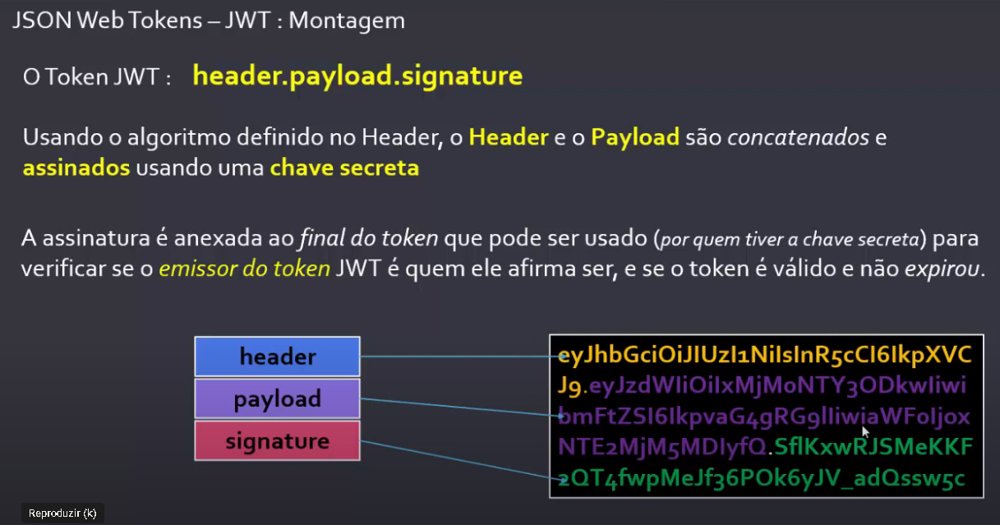 JSON Web Tokens – JWT : Montagem
O Token JWT : header.payload.signature
Usando o algoritmo definido no Header, o Header e o Payload são concatenados e
assinados usando uma chave secreta
A assinatura é anexada ao final do token que pode ser usado (por quem tiver a chave secreta) para
verificar se o emissor do token JWT é quem ele afirma ser, e se o token é válido e não expirou.
header
payload
signature
eyJhbGciOiJIUzI1NiIsInR5cCI6IkpXVC
J9.eyJzdWIiOiIxMjM0NTY3ODkwIiwi
bmFtZSI6IkpvaG4gRG9lIiwiaWF0Ijox
NTE2MjM5MDIyfQ.SflKxwRJSMeKKF
2QT4fwpMeJf36POk6yJV_adQssw5c
Reproduzir (k)